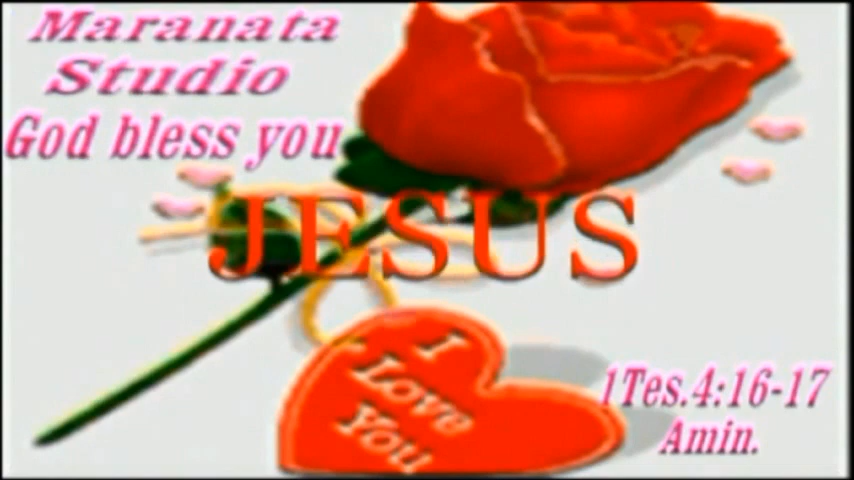 Maranata
Studio
God bless you
JESUS
I
Love
You
1Tes.4:16-17
Amin.